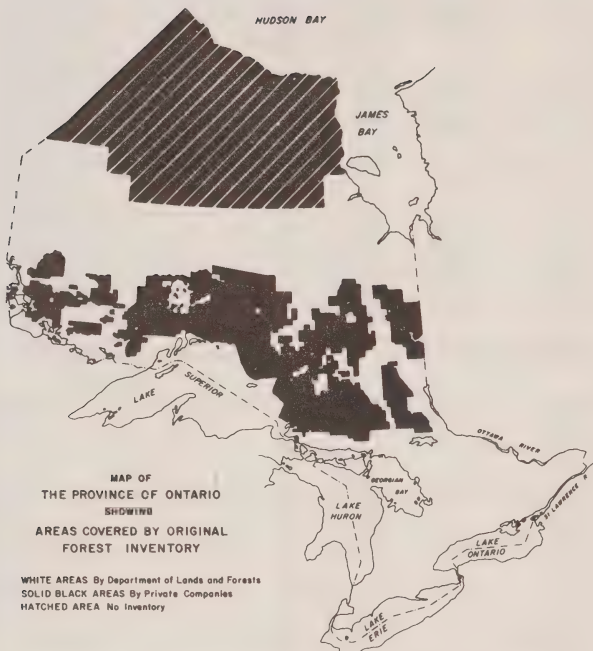 HUDSON BAY
JAMES
BAY
LAKE
SUPERIOR
OTTAWA
RIVER
GEORGIAN
BAY
LAKE
HURON
ST LAWRENCE R
LAKE
ONTARIO
LAKE
ERIE
MAP OF
THE PROVINCE OF ONTARIO
SHOWING
AREAS COVERED BY ORIGINAL
FOREST INVENTORY
WHITE AREAS By Department of Lands and Forests
SOLID BLACK AREAS By Private Companies
HATCHED AREA No Inventory